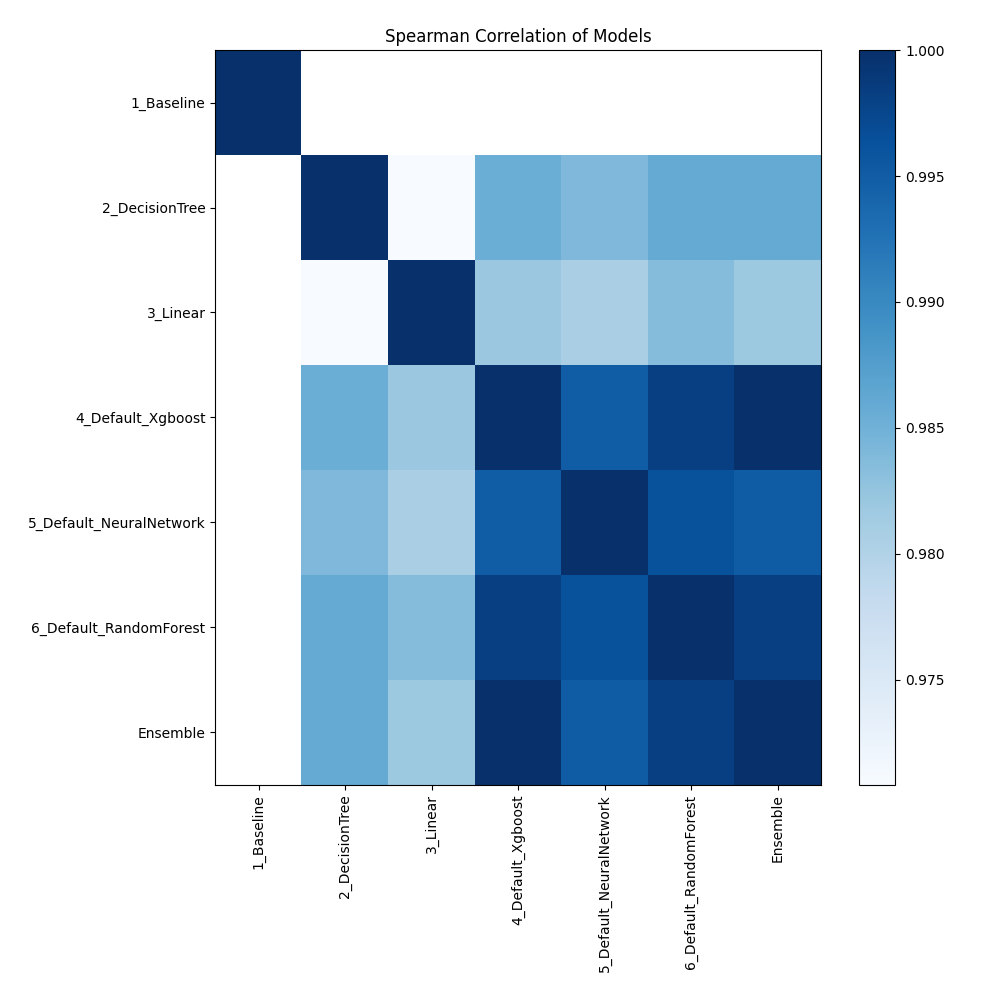 Spearman Correlation of Models
1_Baseline
2_DecisionTree
3_Linear
4_Default_Xgboost
5_Default_NeuralNetwork
6_Default_RandomForest
Ensemble
1_Baseline
2_DecisionTree
3_Linear
4_Default_Xgboost
5_Default_NeuralNetwork
6_Default_RandomForest
Ensemble
1.000
0.995
0.990
0.985
0.980
0.975